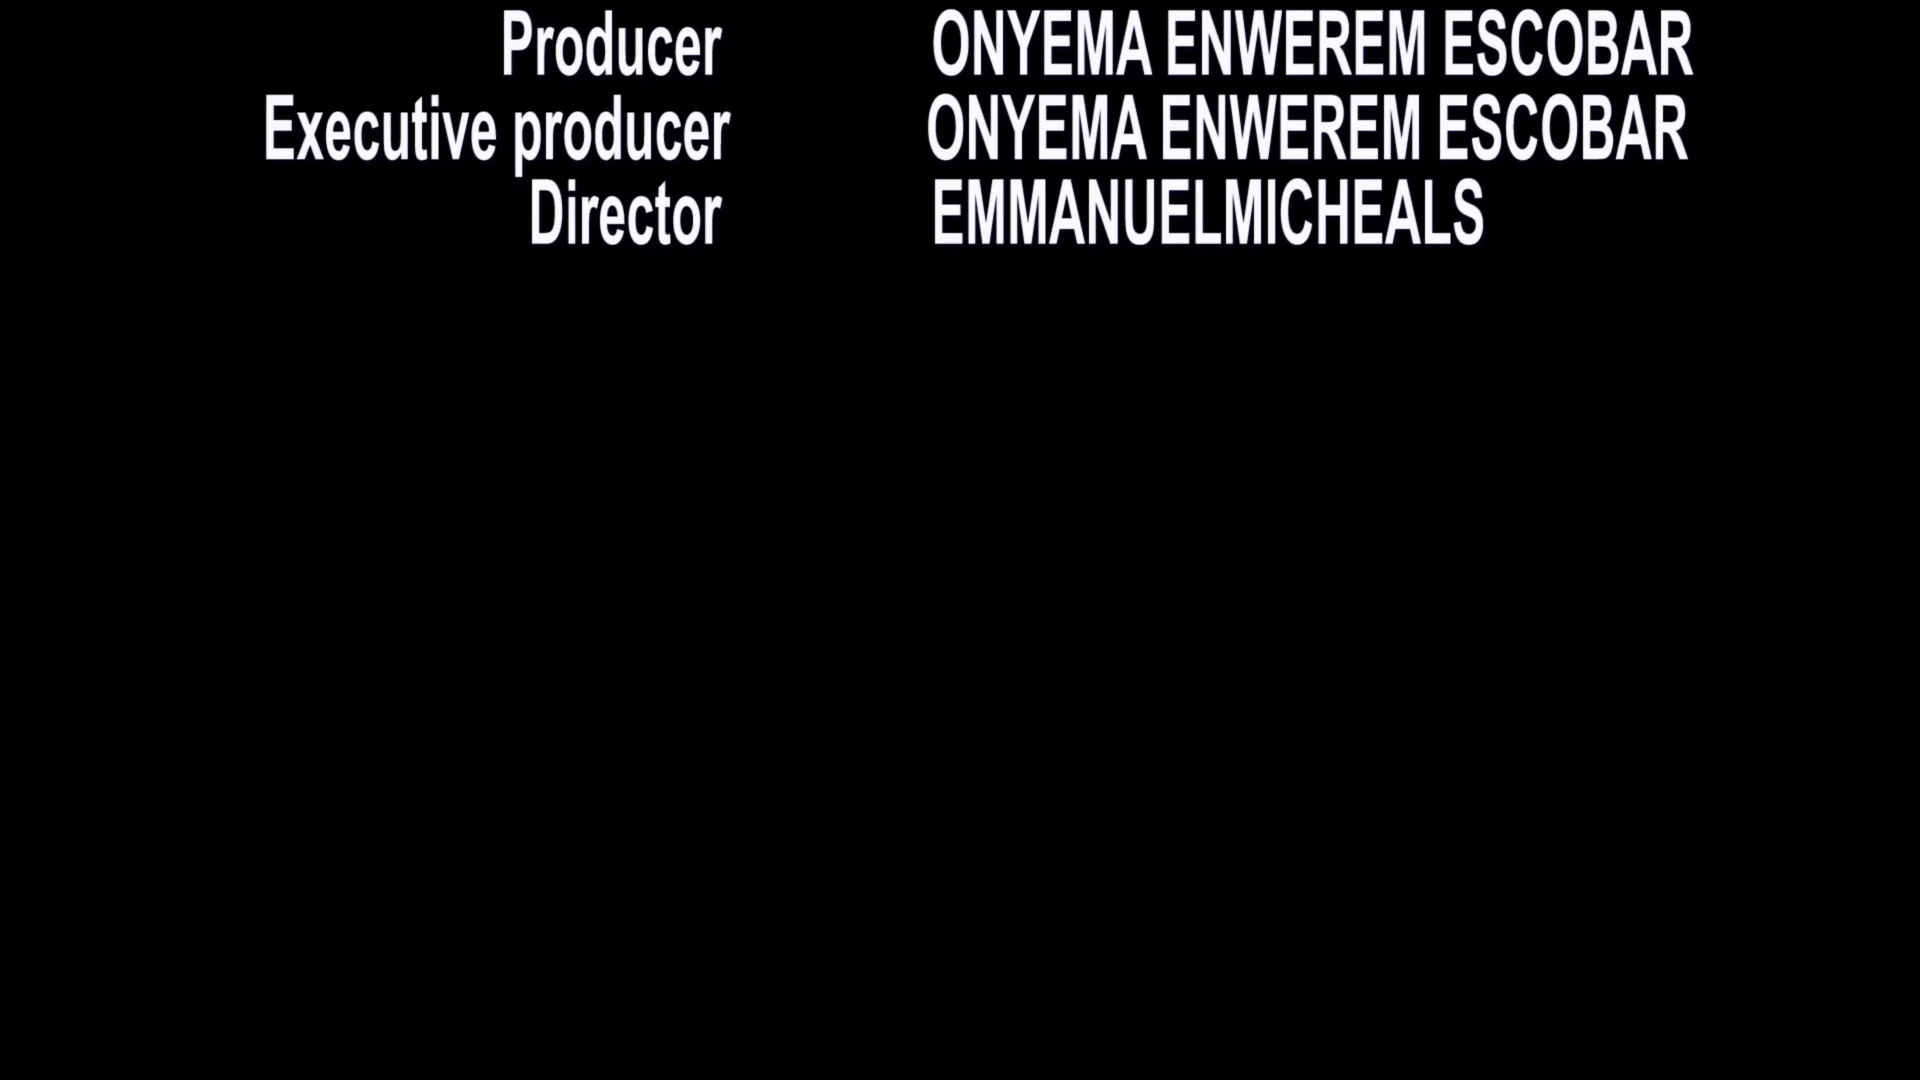 Producer ONYEMA ENWEREM ESCOBAR
Executive producer ONYEMA ENWEREM ESCOBAR
Director EMMANUELMICHEALS